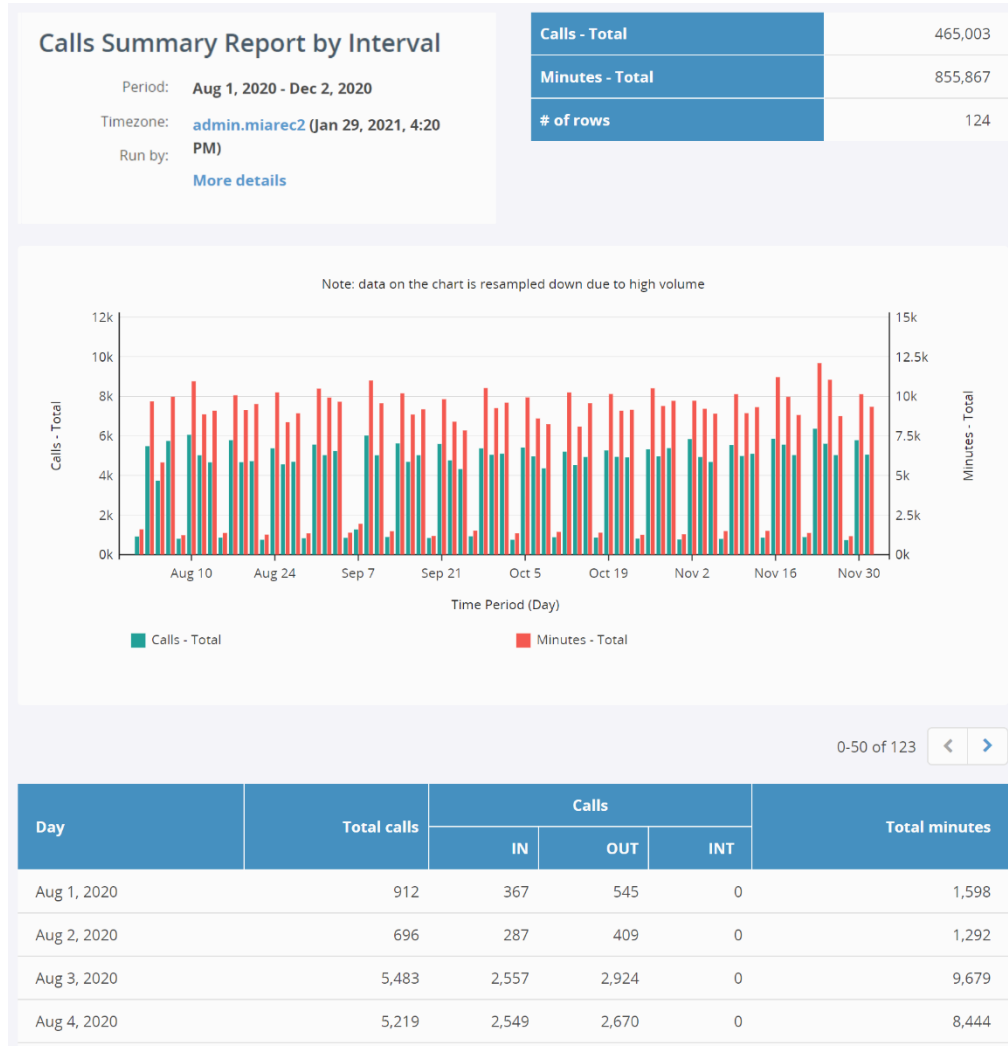 Calls Summary Report by Interval
Period: Aug 1, 2020 - Dec 2, 2020
Timezone: admin.miarec2 (Jan 29, 2021, 4:20
Run by: PM)
More details
Calls - Total 465,003
Minutes - Total 855,867
# of rows 124
Note: data on the chart is resampled down due to high volume
12k 15k
10k 12.5k
8k 10k
6k 7.5k
4k 5k
2k 2.5k
0k 0k
Calls - Total
Minutes - Total
Aug 10 Aug 24 Sep 7 Sep 21 Oct 5 Oct 19 Nov 2 Nov 16 Nov 30
Time Period (Day)
Calls - Total Minutes - Total
0-50 of 123 < >
Calls
Day Total calls Total minutes
IN OUT INT
Aug 1, 2020 912 367 545 0 1,598
Aug 2, 2020 696 287 409 0 1,292
Aug 3, 2020 5,483 2,557 2,924 0 9,679
Aug 4, 2020 5,219 2,549 2,670 0 8,444